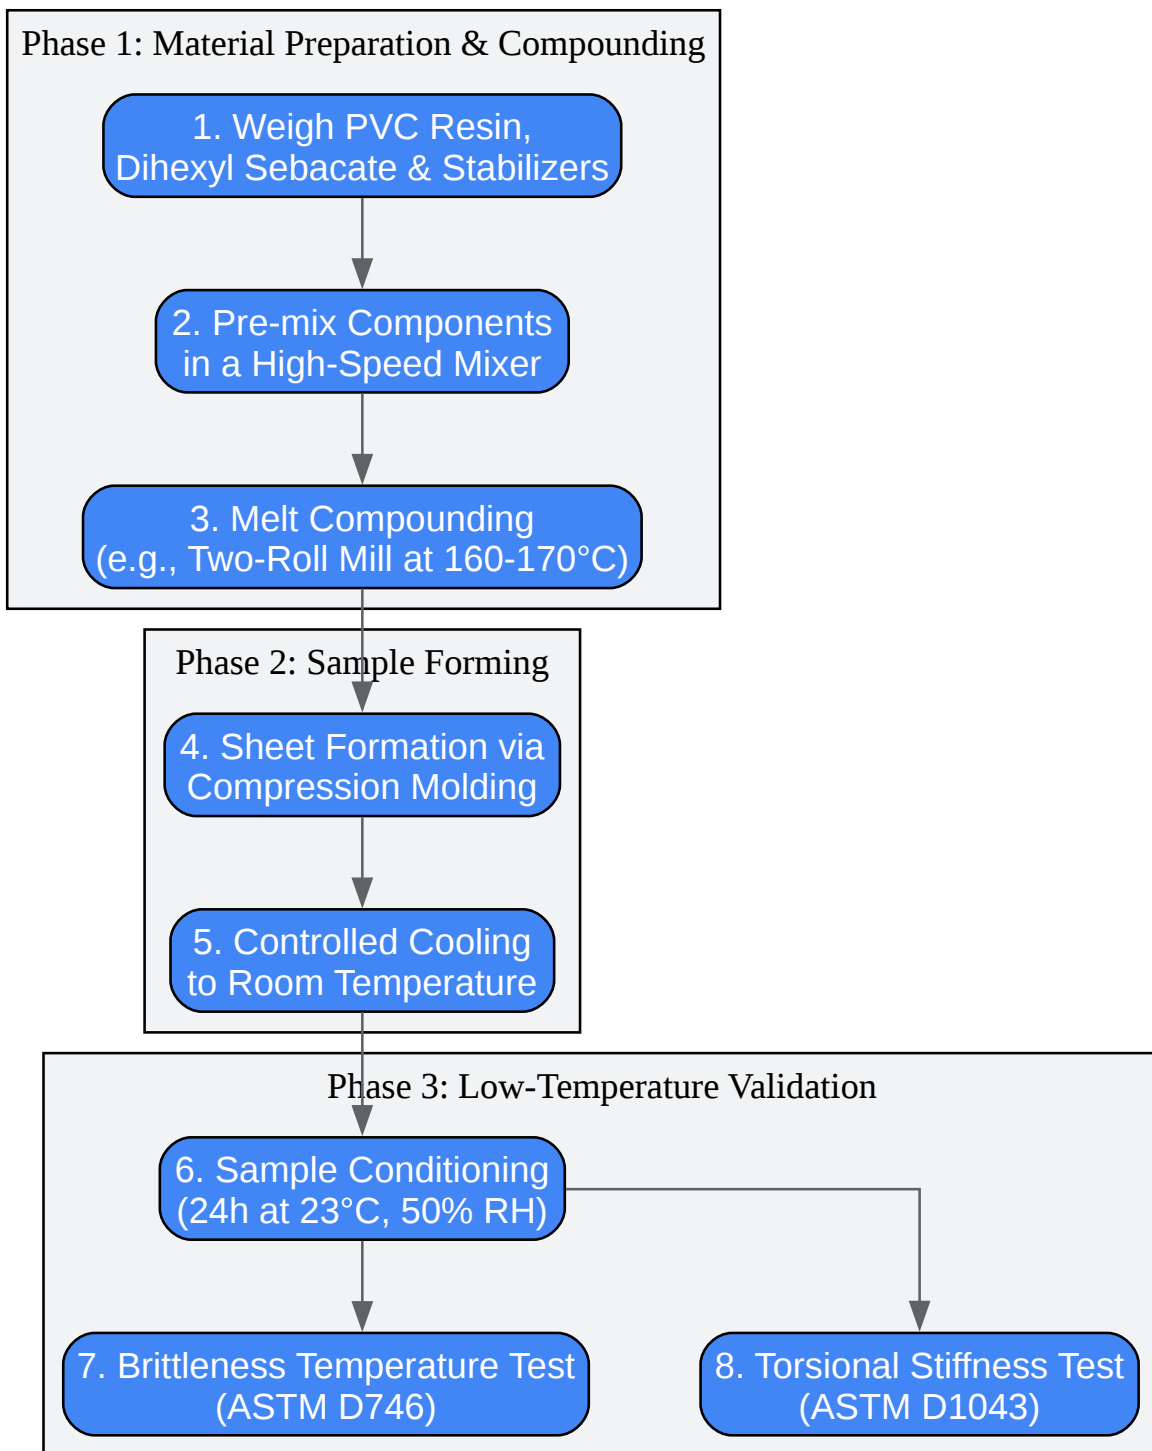 Phase 1: Material Preparation & Compounding
1. Weigh PVC Resin,
Dihexyl Sebacate & Stabilizers
2. Pre-mix Components
in a High-Speed Mixer
3. Melt Compounding
(e.g., Two-Roll Mill at 160-170°C)
Phase 2: Sample Forming
4. Sheet Formation via
Compression Molding
5. Controlled Cooling
to Room Temperature
Phase 3: Low-Temperature Validation
6. Sample Conditioning
(24h at 23°C, 50% RH)
7. Brittleness Temperature Test
(ASTM D746)
8. Torsional Stiffness Test
(ASTM D1043)